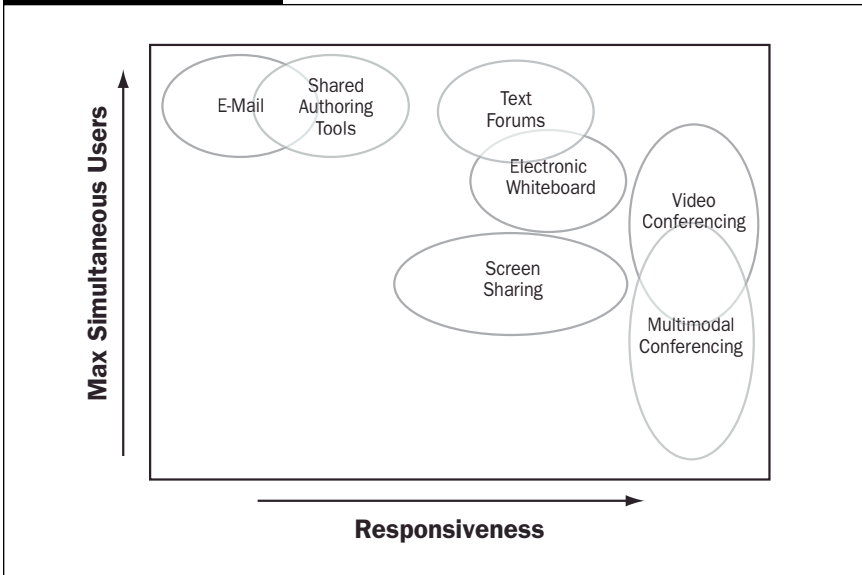 E-Mail
Shared
Authoring
Tools
Text
Forums
Electronic
Whiteboard
Video
Conferencing
Screen
Sharing
Multimodal
Conferencing
Max Simultaneous Users
Responsiveness